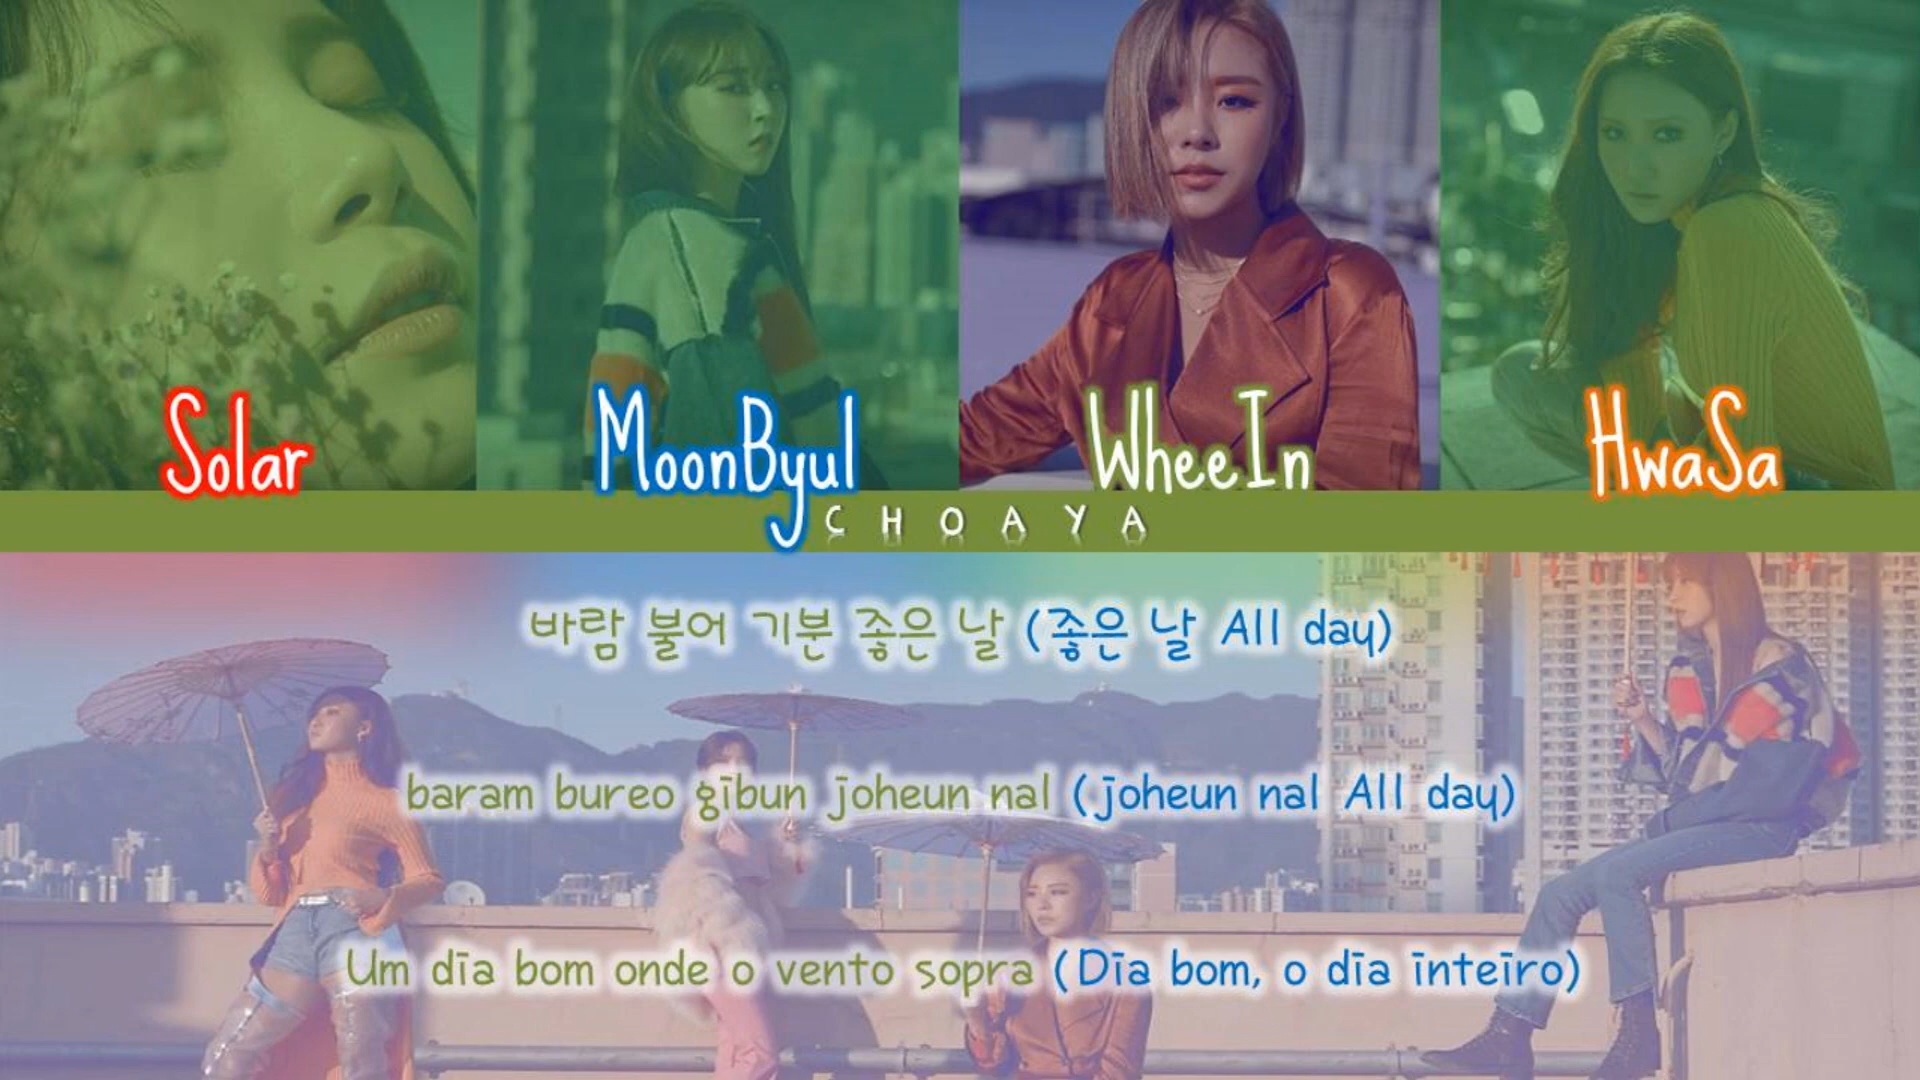 Solar
MoonByul
WheeIn
HwaSa
CHOAYA
바람 불어 기분 좋은 날 (좋은 날 All day)
baram bureo gibun joheun nal (joheun nal All day)
Um dia bom onde o vento sopra (Dia bom, o dia inteiro)